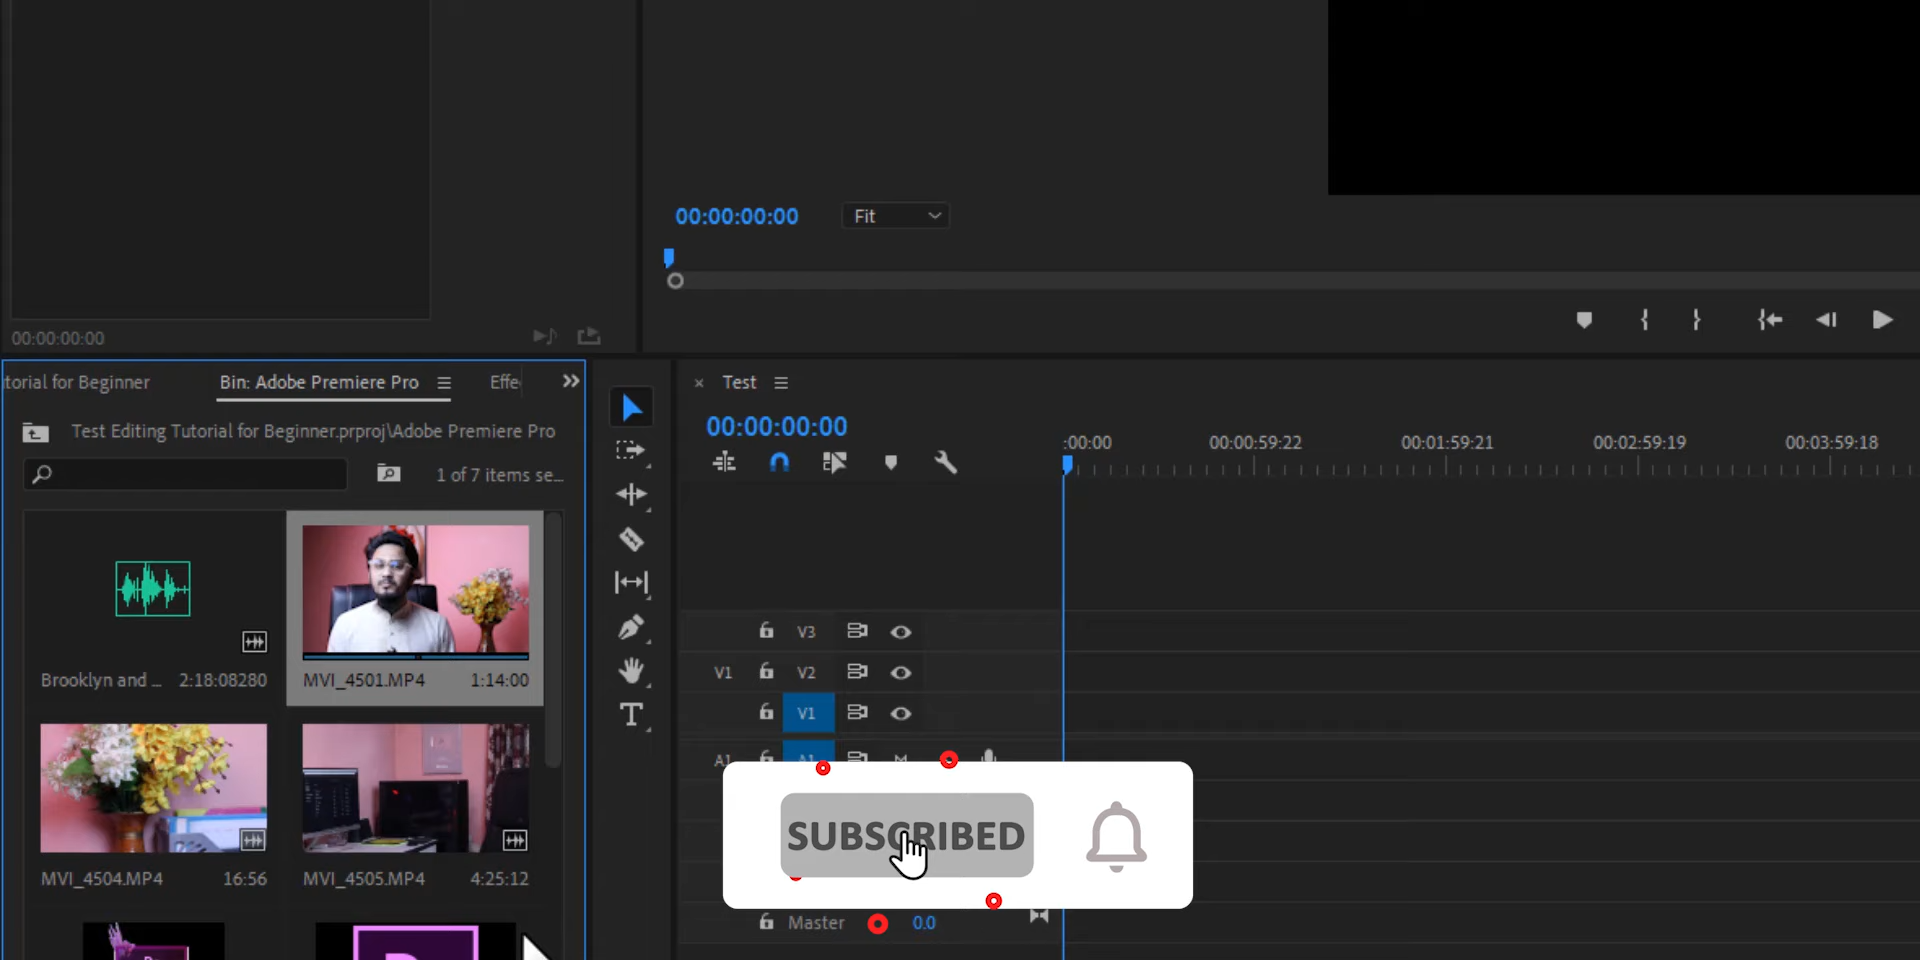 00:00:00:00
Fit
00:00:00:00
torial for Beginner
Bin: Adobe Premiere Pro
Effe
Test Editing Tutorial for Beginner.prproj\Adobe Premiere Pro
1 of 7 items se...
Brooklyn and ... 2:18:08280
MVI_4501.MP4 1:14:00
MVI_4504.MP4 16:56
MVI_4505.MP4 4:25:12
× Test
00:00:00:00
:00:00 00:00:59:22 00:01:59:21 00:02:59:19 00:03:59:18
V3
V1 V2
V1
A1 A1 M
SUBSCRIBED
Master 0.0